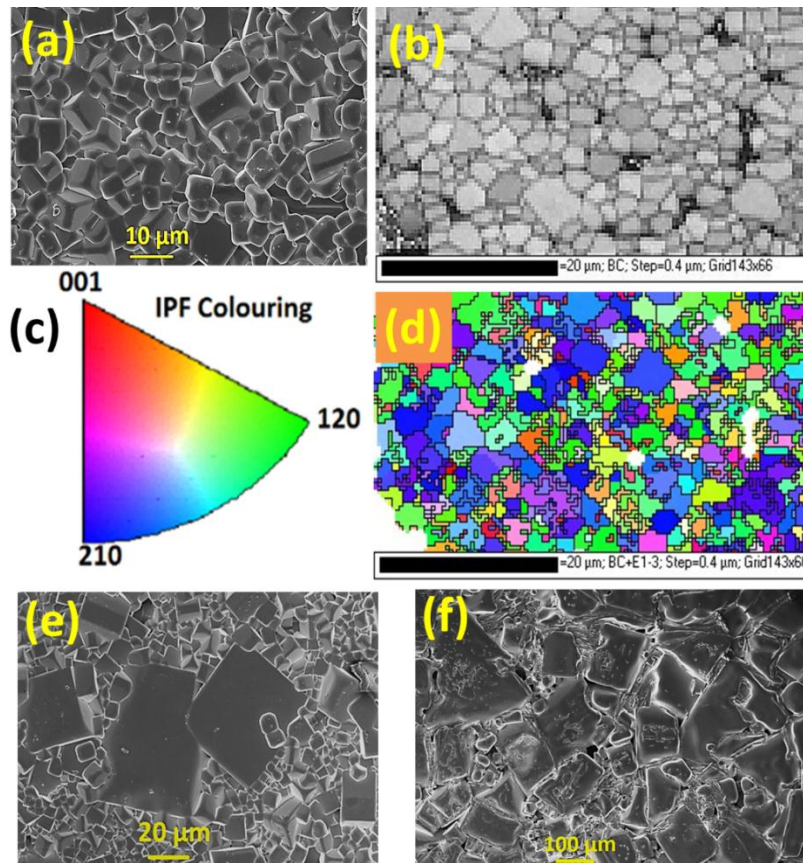 (a)
10 µm
(b)
=20 µm; BC; Step=0.4 µm; Grid143x66
(c)
001
IPF Colouring
120
210
(d)
=20 µm; BC+E1-3; Step=0.4 µm; Grid143x6
(e)
20 µm
(f)
100 µm